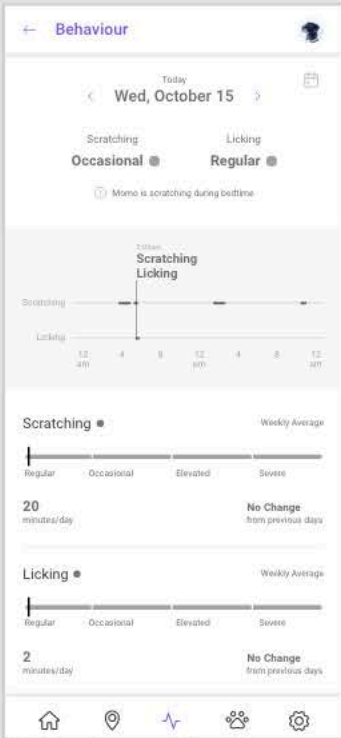 Behaviour
Today
Wed, October 15
Scratching Licking
Occasional Regular
Momo is scratching during bedtime
Scratching
Licking
Scratching
Licking
12 am 4 8 12 pm 4 8 12 am
Scratching Weekly Average
Regular Occasional Elevated Severe
20 No Change
minutes/day from previous days
Licking Weekly Average
Regular Occasional Elevated Severe
2 No Change
minutes/day from previous days